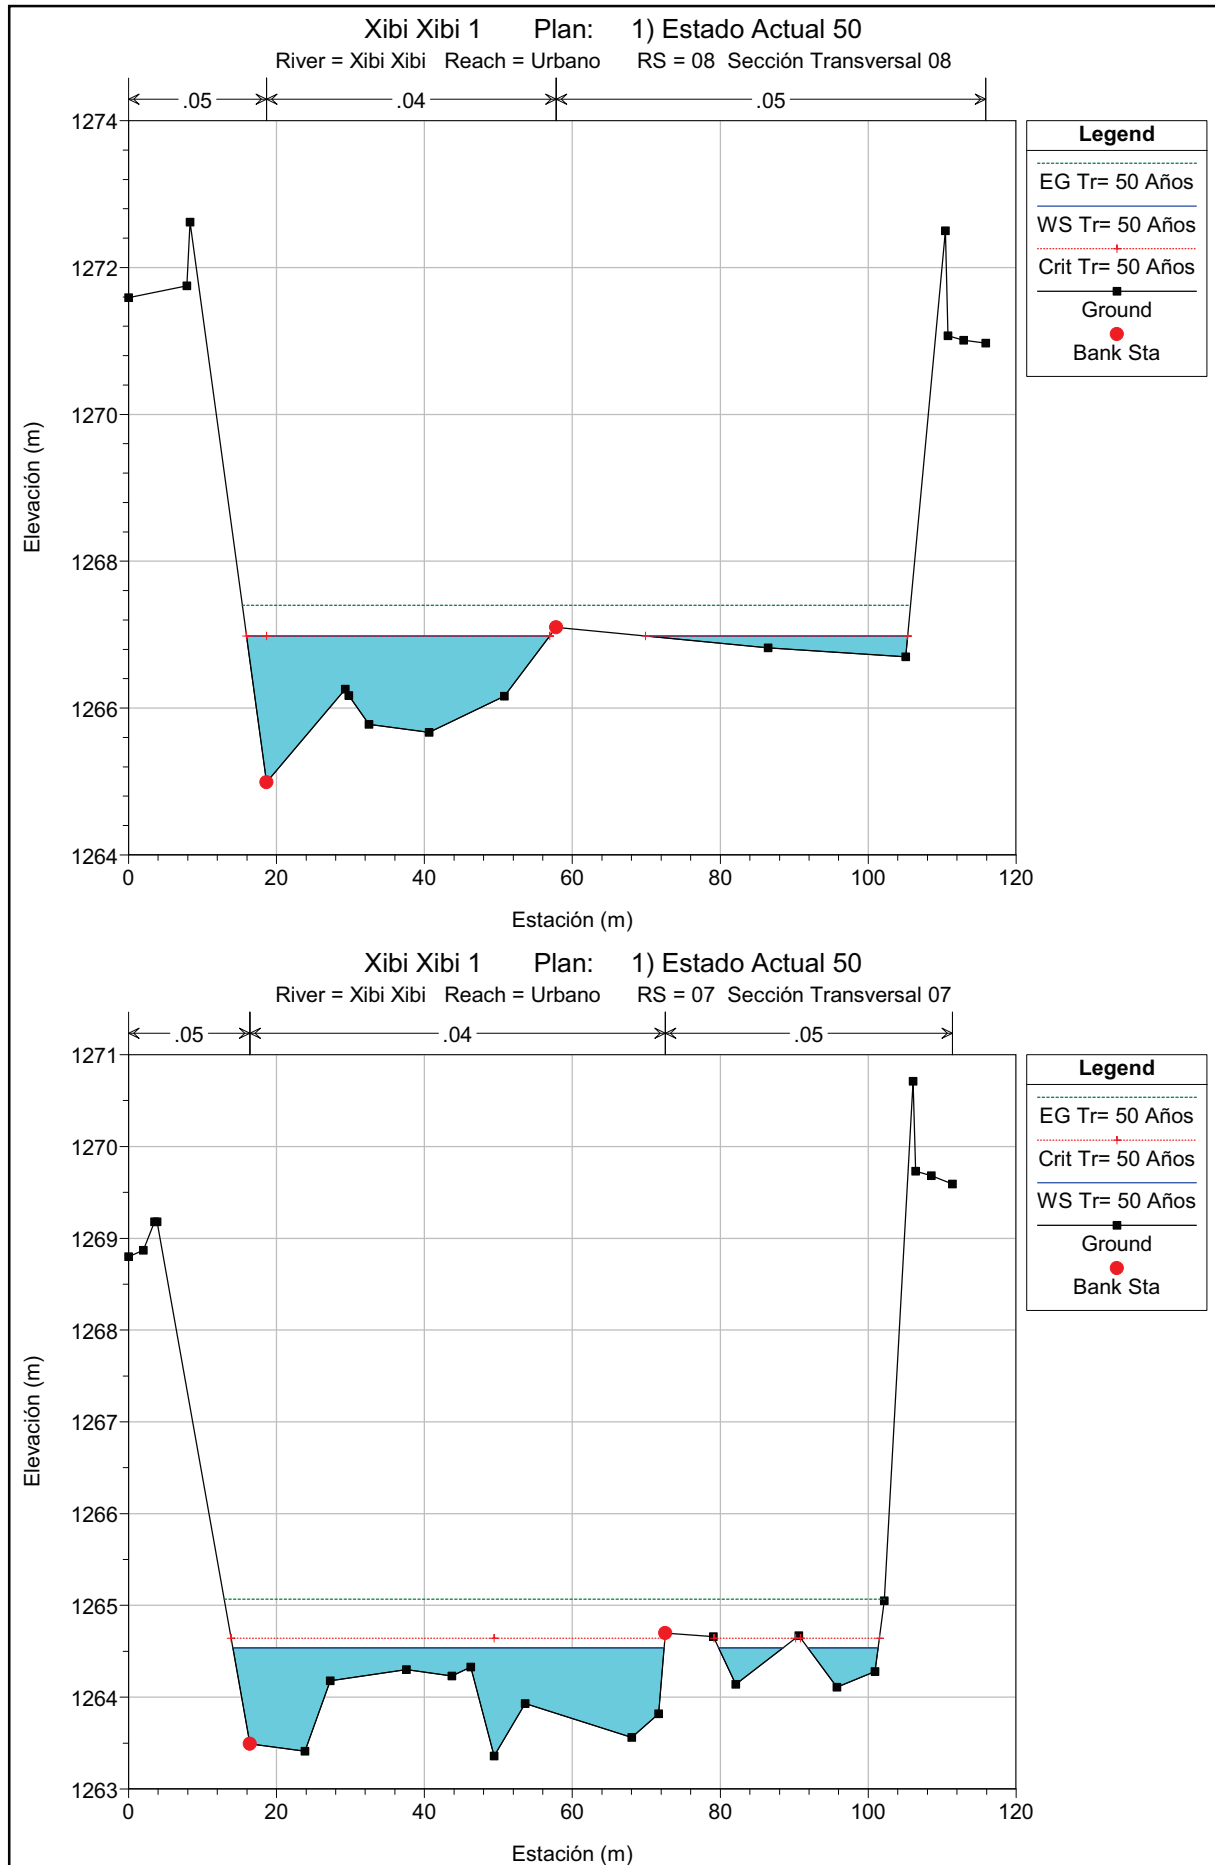 Xibi Xibi 1 Plan: 1) Estado Actual 50
River = Xibi Xibi Reach = Urbano RS = 08 Sección Transversal 08
.05 .04 .05
1274
1272
1270
1268
1266
1264
Elevación (m)
0 20 40 60 80 100 120
Estación (m)
Legend
EG Tr= 50 Años
WS Tr= 50 Años
Crit Tr= 50 Años
Ground
Bank Sta
Xibi Xibi 1 Plan: 1) Estado Actual 50
River = Xibi Xibi Reach = Urbano RS = 07 Sección Transversal 07
.05 .04 .05
1271
1270
1269
1268
1267
1266
1265
1264
1263
Elevación (m)
0 20 40 60 80 100 120
Estación (m)
Legend
EG Tr= 50 Años
Crit Tr= 50 Años
WS Tr= 50 Años
Ground
Bank Sta